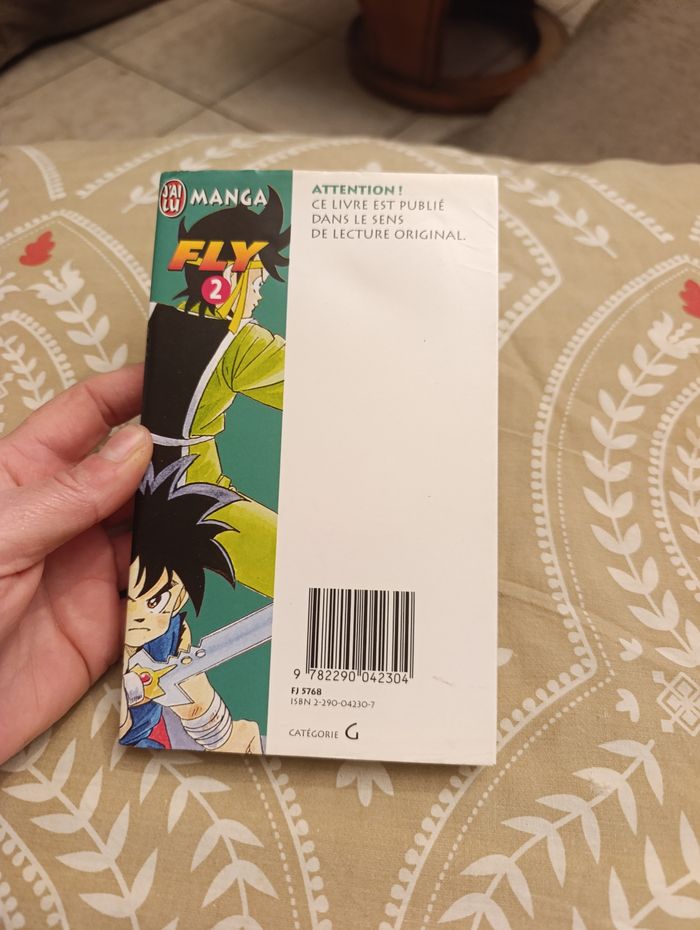 J'AI
LU
MANGA
FLY
2
ATTENTION !
CE LIVRE EST PUBLIÉ
DANS LE SENS
DE LECTURE ORIGINAL.
9 782290 042304
FJ 5768
ISBN 2-290-04230-7
CATÉGORIE G